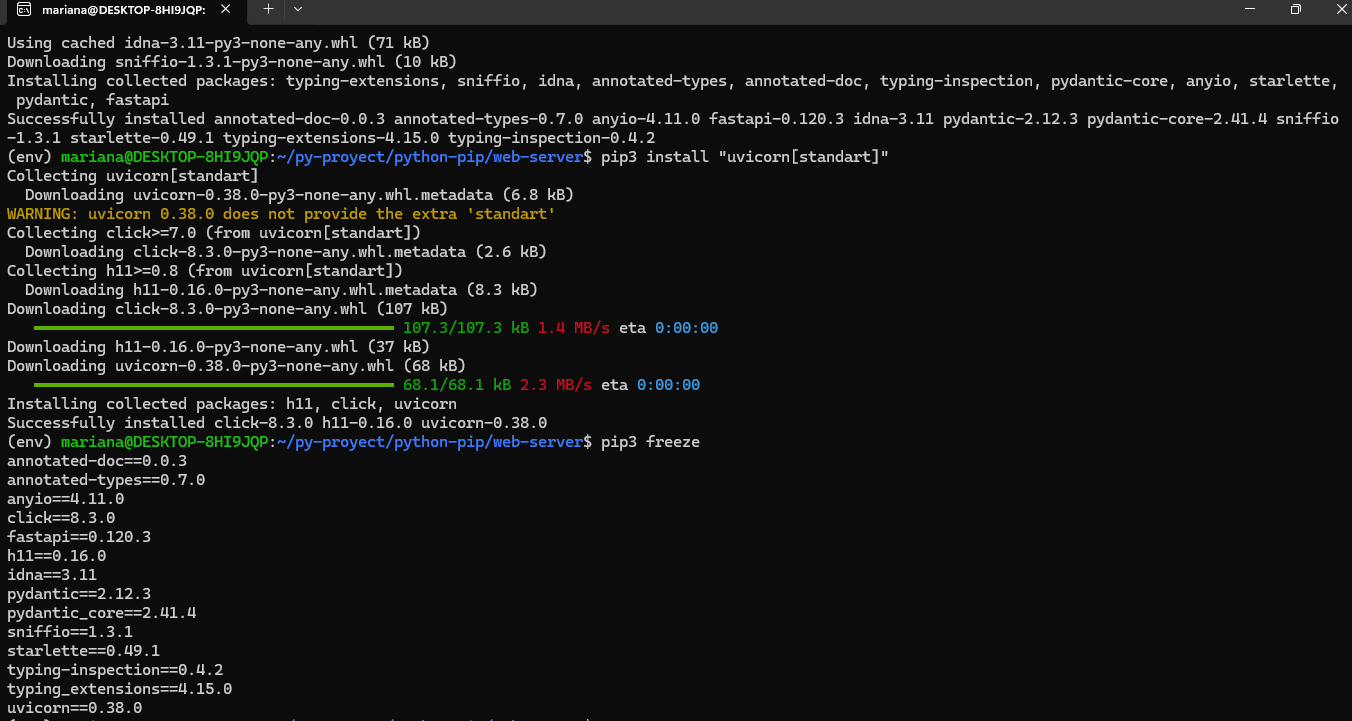 mariana@DESKTOP-8HI9JQP:
Using cached idna-3.11-py3-none-any.whl (71 kB)
Downloading sniffio-1.3.1-py3-none-any.whl (10 kB)
Installing collected packages: typing-extensions, sniffio, idna, annotated-types, annotated-doc, typing-inspection, pydantic-core, anyio, starlette,
 pydantic, fastapi
Successfully installed annotated-doc-0.0.3 annotated-types-0.7.0 anyio-4.11.0 fastapi-0.120.3 idna-3.11 pydantic-2.12.3 pydantic-core-2.41.4 sniffio
-1.3.1 starlette-0.49.1 typing-extensions-4.15.0 typing-inspection-0.4.2
(env) mariana@DESKTOP-8HI9JQP:~/py-proyect/python-pip/web-server$ pip3 install "uvicorn[standart]"
Collecting uvicorn[standart]
  Downloading uvicorn-0.38.0-py3-none-any.whl.metadata (6.8 kB)
WARNING: uvicorn 0.38.0 does not provide the extra 'standart'
Collecting click>=7.0 (from uvicorn[standart])
  Downloading click-8.3.0-py3-none-any.whl.metadata (2.6 kB)
Collecting h11>=0.8 (from uvicorn[standart])
  Downloading h11-0.16.0-py3-none-any.whl.metadata (8.3 kB)
Downloading click-8.3.0-py3-none-any.whl (107 kB)
107.3/107.3 kB 1.4 MB/s eta 0:00:00
Downloading h11-0.16.0-py3-none-any.whl (37 kB)
Downloading uvicorn-0.38.0-py3-none-any.whl (68 kB)
68.1/68.1 kB 2.3 MB/s eta 0:00:00
Installing collected packages: h11, click, uvicorn
Successfully installed click-8.3.0 h11-0.16.0 uvicorn-0.38.0
(env) mariana@DESKTOP-8HI9JQP:~/py-proyect/python-pip/web-server$ pip3 freeze
annotated-doc==0.0.3
annotated-types==0.7.0
anyio==4.11.0
click==8.3.0
fastapi==0.120.3
h11==0.16.0
idna==3.11
pydantic==2.12.3
pydantic_core==2.41.4
sniffio==1.3.1
starlette==0.49.1
typing-inspection==0.4.2
typing_extensions==4.15.0
uvicorn==0.38.0